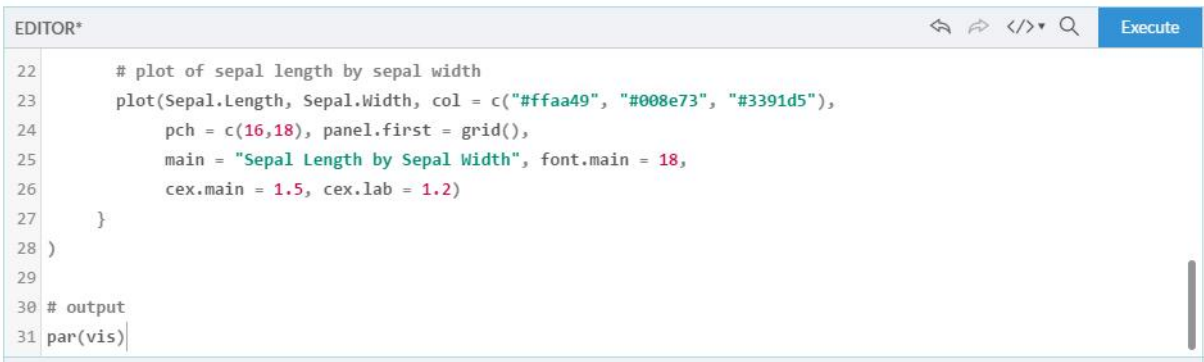 EDITOR* </> Execute
22 # plot of sepal length by sepal width
23 plot(Sepal.Length, Sepal.Width, col = c("#ffaa49", "#008e73", "#3391d5"),
24 pch = c(16,18), panel.first = grid(),
25 main = "Sepal Length by Sepal Width", font.main = 18,
26 cex.main = 1.5, cex.lab = 1.2)
27 }
28 )
29
30 # output
31 par(vis)